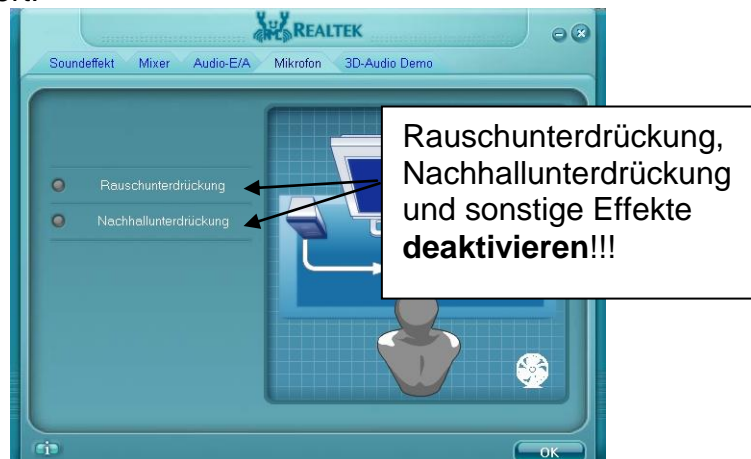 REALTEK
Soundeffekt Mixer Audio-E/A Mikrofon 3D-Audio Demo
Rauschunterdrückung
Nachhallunterdrückung
Rauschunterdrückung,
Nachhallunterdrückung
und sonstige Effekte
deaktivieren!!!
i
OK